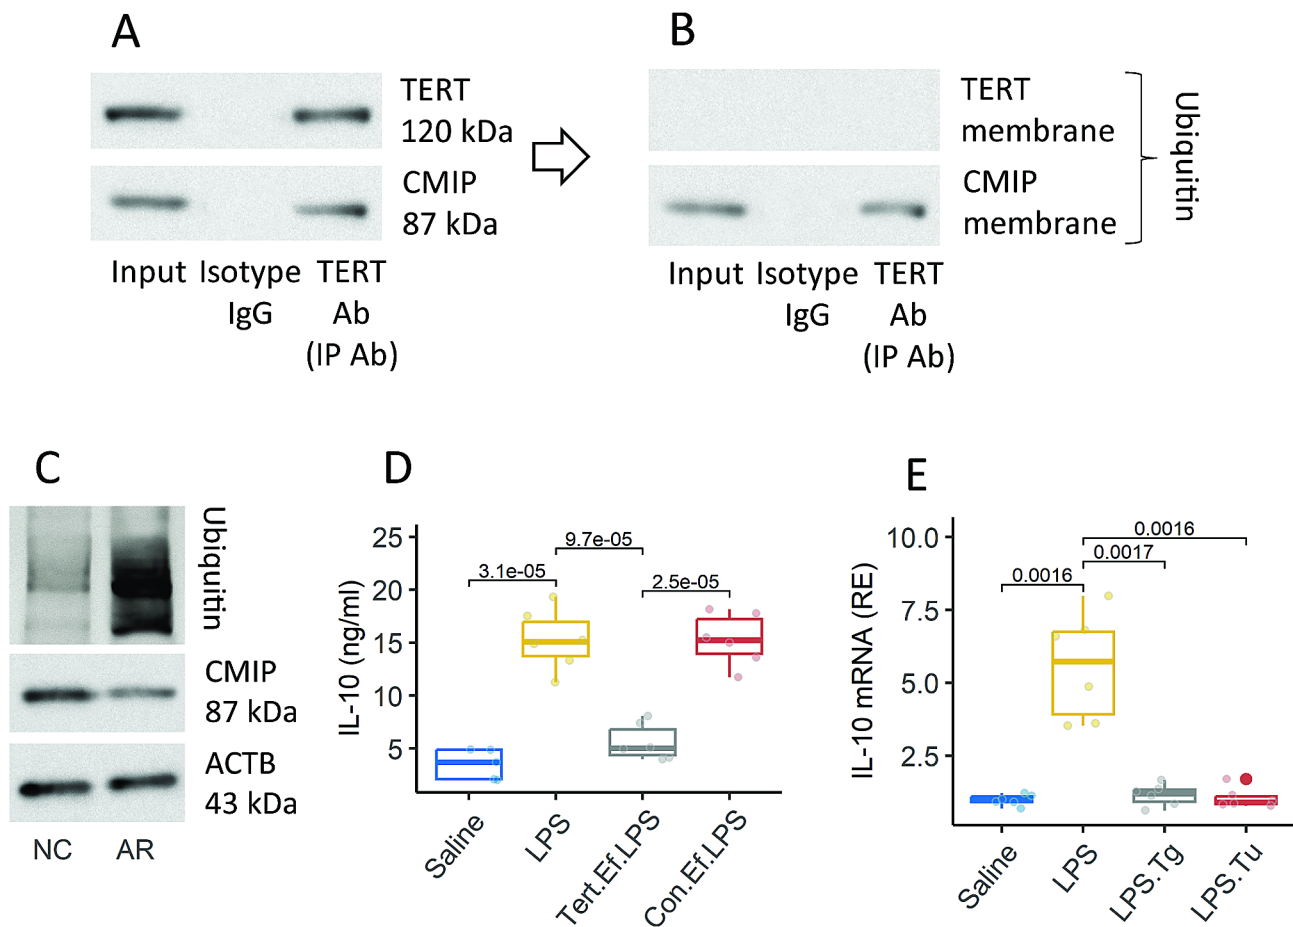 A
TERT
120 kDa
CMIP
87 kDa
Input
Isotype
IgG
TERT
Ab
(IP Ab)
B
TERT
membrane
CMIP
membrane
Ubiquitin
Input
Isotype
IgG
TERT
Ab
(IP Ab)
C
Ubiquitin
CMIP
87 kDa
ACTB
43 kDa
NC
AR
D
IL-10 (ng/ml)
25
20
15
10
5
3.1e-05
9.7e-05
2.5e-05
Saline
LPS
Tert.Ef.LPS
Con.Ef.LPS
E
IL-10 mRNA (RE)
10.0
7.5
5.0
2.5
0.0016
0.0017
0.0016
Saline
LPS
LPS.Tg
LPS.Tu